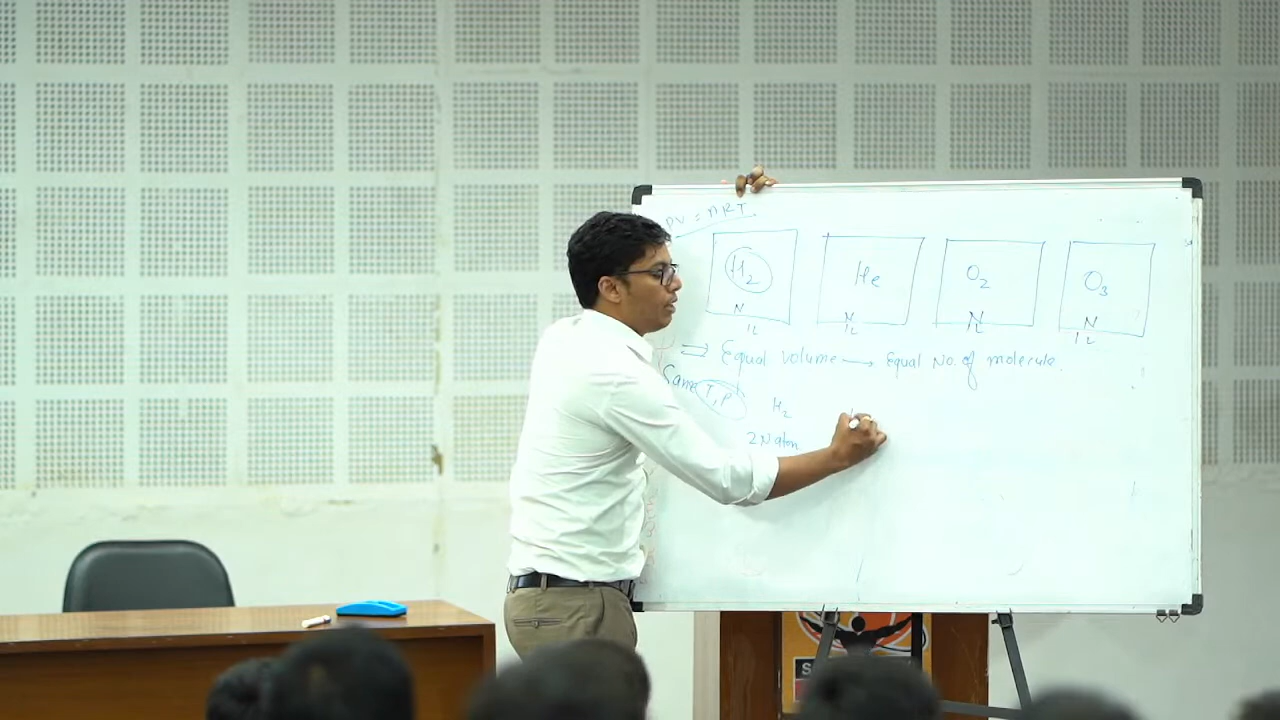 PV = nRT.
H2 He O2 O3
N N N N
1L 1L 1L 1L
⇒ Equal volume → Equal No. of molecule.
Same T, P
H2
2N atom